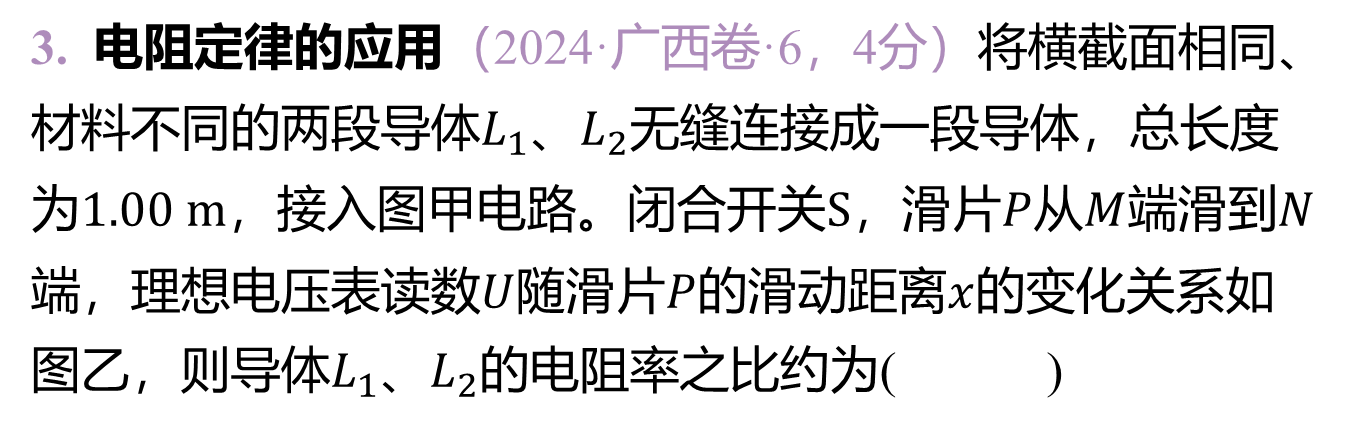 3. 电阻定律的应用（2024·广西卷·6，4分）将横截面相同、
材料不同的两段导体L₁、L₂无缝连接成一段导体，总长度
为1.00 m，接入图甲电路。闭合开关S，滑片P从M端滑到N
端，理想电压表读数U随滑片P的滑动距离x的变化关系如
图乙，则导体L₁、L₂的电阻率之比约为(　　　)